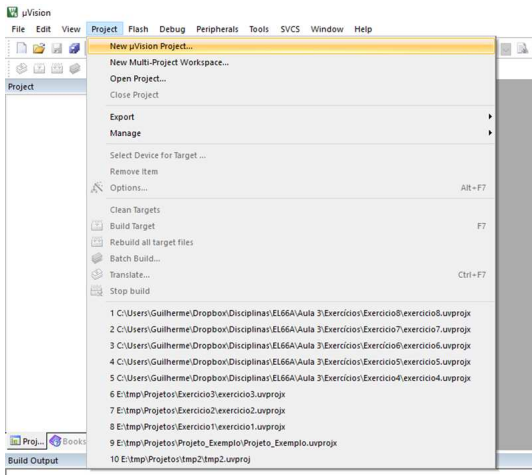 µVision
File Edit View Project Flash Debug Peripherals Tools SVCS Window Help
Project
New µVision Project...
New Multi-Project Workspace...
Open Project...
Close Project
Export
Manage
Select Device for Target ...
Remove Item
Options... Alt+F7
Clean Targets
Build Target F7
Rebuild all target files
Batch Build...
Translate... Ctrl+F7
Stop build
1 C:\Users\Guilherme\Dropbox\Disciplinas\EL66A\Aula 3\Exercícios\Exercicio8\exercicio8.uvprojx
2 C:\Users\Guilherme\Dropbox\Disciplinas\EL66A\Aula 3\Exercícios\Exercicio7\exercicio7.uvprojx
3 C:\Users\Guilherme\Dropbox\Disciplinas\EL66A\Aula 3\Exercícios\Exercicio6\exercicio6.uvprojx
4 C:\Users\Guilherme\Dropbox\Disciplinas\EL66A\Aula 3\Exercícios\Exercicio5\exercicio5.uvprojx
5 C:\Users\Guilherme\Dropbox\Disciplinas\EL66A\Aula 3\Exercícios\Exercicio4\exercicio4.uvprojx
6 E:\tmp\Projetos\Exercicio3\exercicio3.uvprojx
7 E:\tmp\Projetos\Exercicio2\exercicio2.uvprojx
8 E:\tmp\Projetos\Exercicio1\exercicio1.uvprojx
9 E:\tmp\Projetos\Projeto_Exemplo\Projeto_Exemplo.uvprojx
10 E:\tmp\Projetos\tmp2\tmp2.uvproj
Proj... Books
Build Output